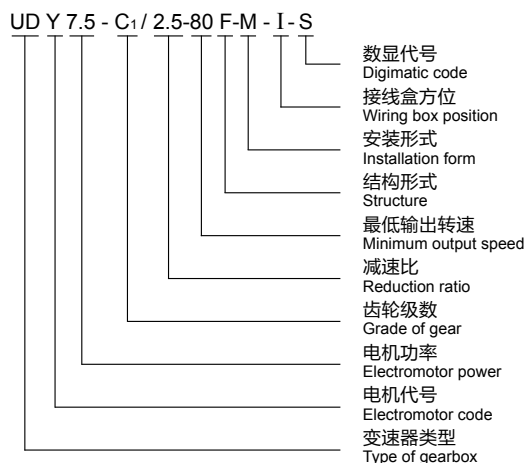 UD Y 7.5 - C₁ / 2.5-80 F-M - I - S
数显代号
Digimatic code
接线盒方位
Wiring box position
安装形式
Installation form
结构形式
Structure
最低输出转速
Minimum output speed
减速比
Reduction ratio
齿轮级数
Grade of gear
电机功率
Electromotor power
电机代号
Electromotor code
变速器类型
Type of gearbox